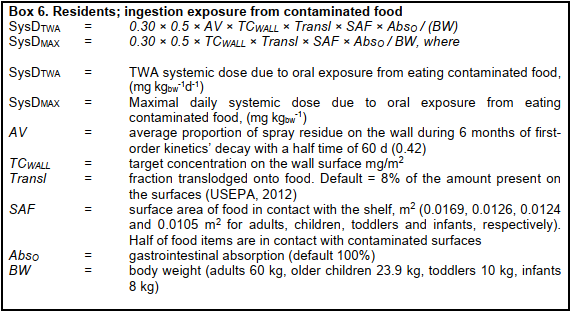 Box 6. Residents; ingestion exposure from contaminated food
SysDTWA = 0.30 × 0.5 × AV × TCWALL × Transl × SAF × AbsO / (BW)
SysDMAX = 0.30 × 0.5 × TCWALL × Transl × SAF × AbsO / BW, where
SysDTWA = TWA systemic dose due to oral exposure from eating contaminated food,
(mg kgbw-1d-1)
SysDMAX = Maximal daily systemic dose due to oral exposure from eating
contaminated food, (mg kgbw-1)
AV = average proportion of spray residue on the wall during 6 months of first-
order kinetics' decay with a half time of 60 d (0.42)
TCWALL = target concentration on the wall surface mg/m2
Transl = fraction translodged onto food. Default = 8% of the amount present on
the surfaces (USEPA, 2012)
SAF = surface area of food in contact with the shelf, m2 (0.0169, 0.0126, 0.0124
and 0.0105 m2 for adults, children, toddlers and infants, respectively).
Half of food items are in contact with contaminated surfaces
AbsO = gastrointestinal absorption (default 100%)
BW = body weight (adults 60 kg, older children 23.9 kg, toddlers 10 kg, infants
8 kg)